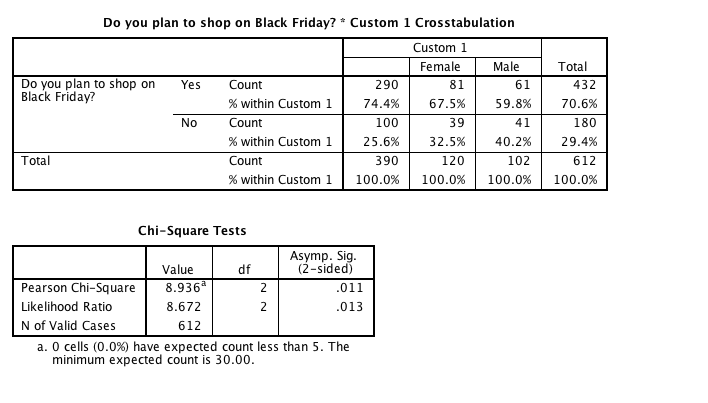 Do you plan to shop on Black Friday? * Custom 1 Crosstabulation
Custom 1
Female Male Total
Do you plan to shop on Black Friday? Yes Count 290 81 61 432
% within Custom 1 74.4% 67.5% 59.8% 70.6%
No Count 100 39 41 180
% within Custom 1 25.6% 32.5% 40.2% 29.4%
Total Count 390 120 102 612
% within Custom 1 100.0% 100.0% 100.0% 100.0%
Chi-Square Tests
Value df Asymp. Sig. (2-sided)
Pearson Chi-Square 8.936a 2 .011
Likelihood Ratio 8.672 2 .013
N of Valid Cases 612
a. 0 cells (0.0%) have expected count less than 5. The
minimum expected count is 30.00.